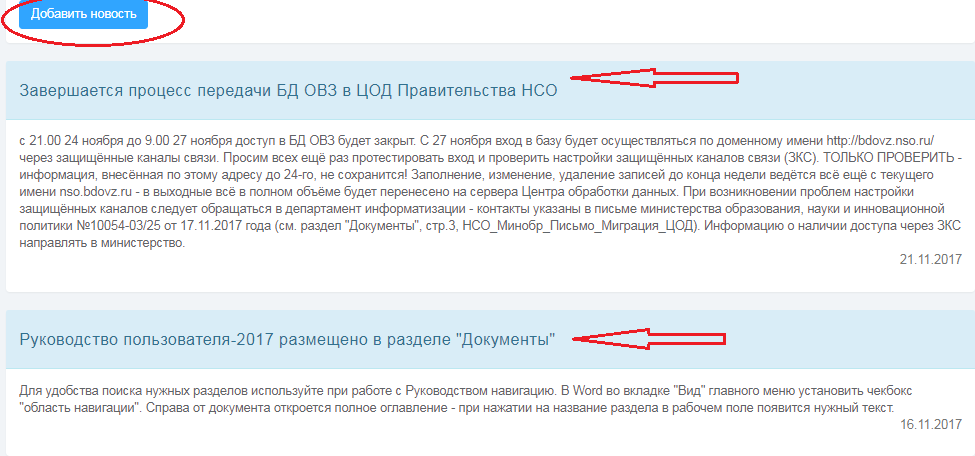 Добавить новость
Завершается процесс передачи БД ОВЗ в ЦОД Правительства НСО
с 21.00 24 ноября до 9.00 27 ноября доступ в БД ОВЗ будет закрыт. С 27 ноября вход в базу будет осуществляться по доменному имени http://bdovz.nso.ru/
через защищённые каналы связи. Просим всех ещё раз протестировать вход и проверить настройки защищённых каналов связи (ЗКС). ТОЛЬКО ПРОВЕРИТЬ -
информация, внесённая по этому адресу до 24-го, не сохранится! Заполнение, изменение, удаление записей до конца недели ведётся всё ещё с текущего
имени nso.bdovz.ru - в выходные всё в полном объёме будет перенесено на сервера Центра обработки данных. При возникновении проблем настройки
защищённых каналов следует обращаться в департамент информатизации - контакты указаны в письме министерства образования, науки и инновационной
политики №10054-03/25 от 17.11.2017 года (см. раздел "Документы", стр.3, НСО_Минобр_Письмо_Миграция_ЦОД). Информацию о наличии доступа через ЗКС
направлять в министерство.
21.11.2017
Руководство пользователя-2017 размещено в разделе "Документы"
Для удобства поиска нужных разделов используйте при работе с Руководством навигацию. В Word во вкладке "Вид" главного меню установить чекбокс
"область навигации". Справа от документа откроется полное оглавление - при нажатии на название раздела в рабочем поле появится нужный текст.
16.11.2017